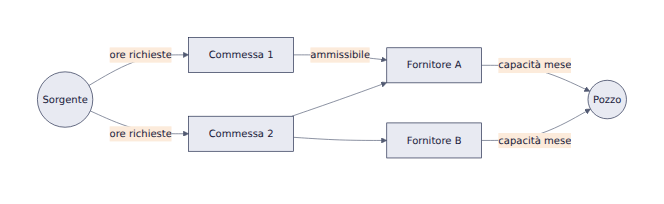 Sorgente
ore richieste
ore richieste
Commessa 1
Commessa 2
ammissibile
Fornitore A
Fornitore B
capacità mese
capacità mese
Pozzo